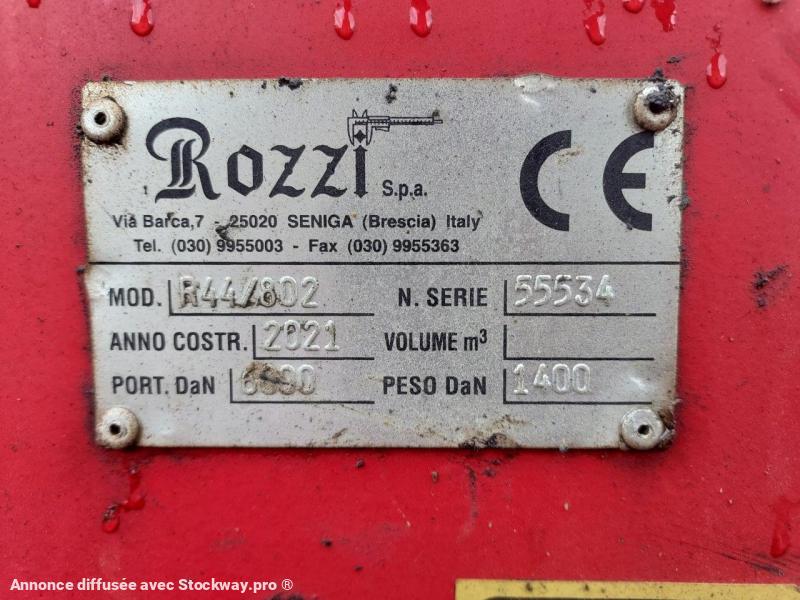 Rozzi S.p.a.
Via Barca,7 - 25020 SENIGA (Brescia) Italy
Tel. (030) 9955003 - Fax (030) 9955363
CE
MOD. R44/802 N. SERIE 55534
ANNO COSTR. 2021 VOLUME m³
PORT. DaN PESO DaN 1400
Annonce diffusée avec Stockway.pro ®